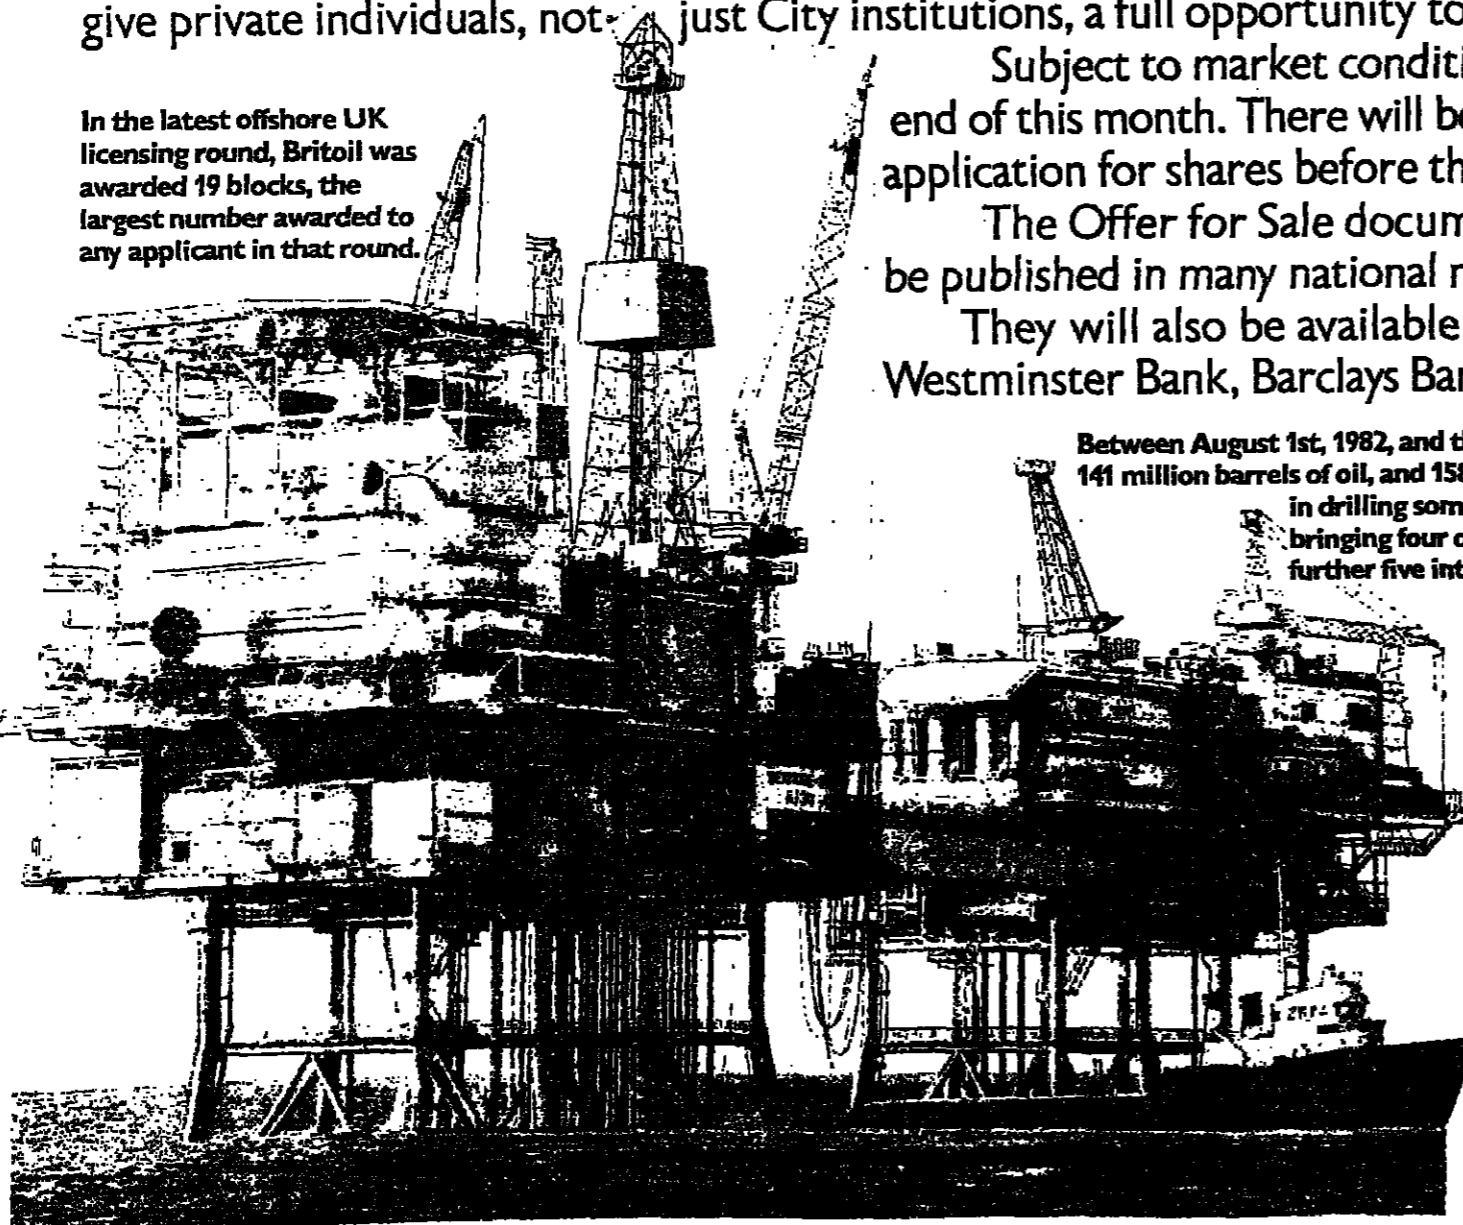 give private individuals, not just City institutions, a full opportunity to
Subject to market conditi
end of this month. There will be
application for shares before th
The Offer for Sale docum
be published in many national n
They will also be available
Westminster Bank, Barclays Ban
In the latest offshore UK
licensing round, Britoil was
awarded 19 blocks, the
largest number awarded to
any applicant in that round.
Between August 1st, 1982, and th
141 million barrels of oil, and 158
in drilling som
bringing four o
further five int